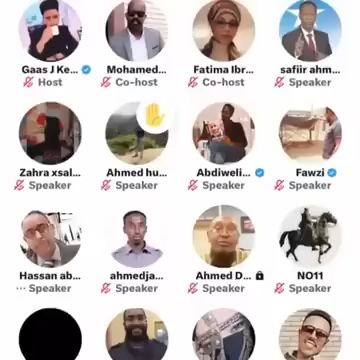 Gaas J Ke...
Host
Mohamed...
Co-host
Fatima Ibr...
Co-host
safiir ahm...
Speaker
Zahra xsal...
Speaker
Ahmed hu...
Speaker
Abdiweli...
Speaker
Fawzi
Speaker
Hassan ab...
Speaker
ahmedja...
Speaker
Ahmed D...
Speaker
NO11
Speaker